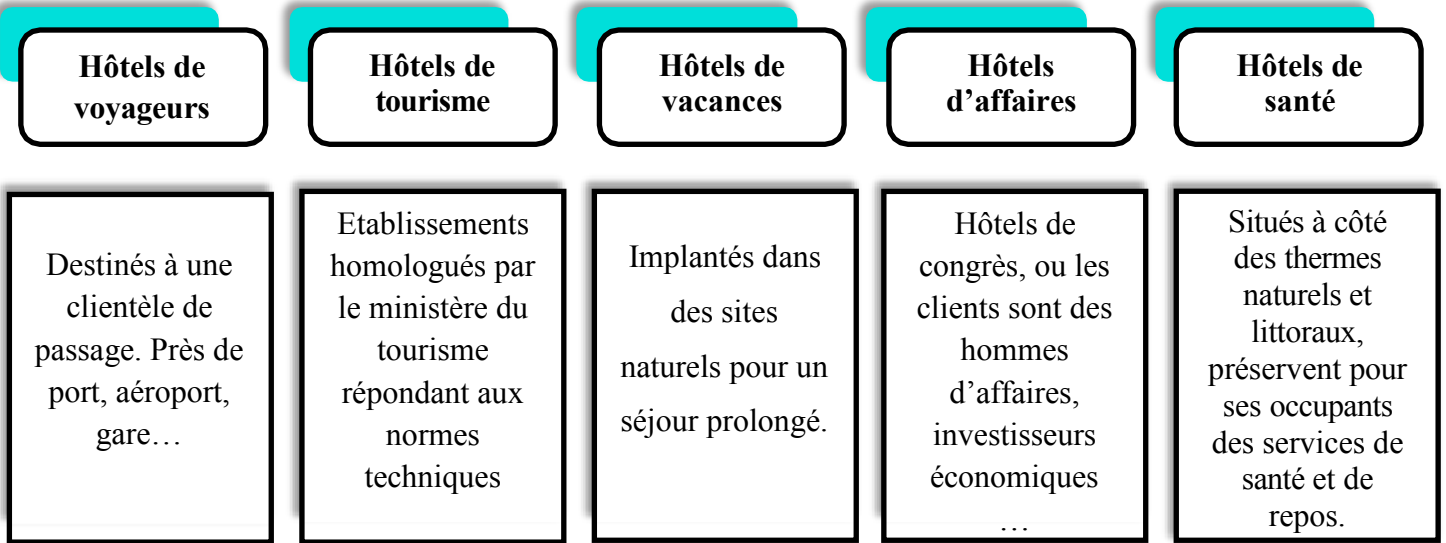 Hôtels de
voyageurs
Hôtels de
tourisme
Hôtels de
vacances
Hôtels
d’affaires
Hôtels de
santé
Destinés à une
clientèle de
passage. Près de
port, aéroport,
gare…
Etablissements
homologués par
le ministère du
tourisme
répondant aux
normes
techniques
Implantés dans
des sites
naturels pour un
séjour prolongé.
Hôtels de
congrès, ou les
clients sont des
hommes
d’affaires,
investisseurs
économiques
…
Situés à côté
des thermes
naturels et
littoraux,
préservent pour
ses occupants
des services de
santé et de
repos.